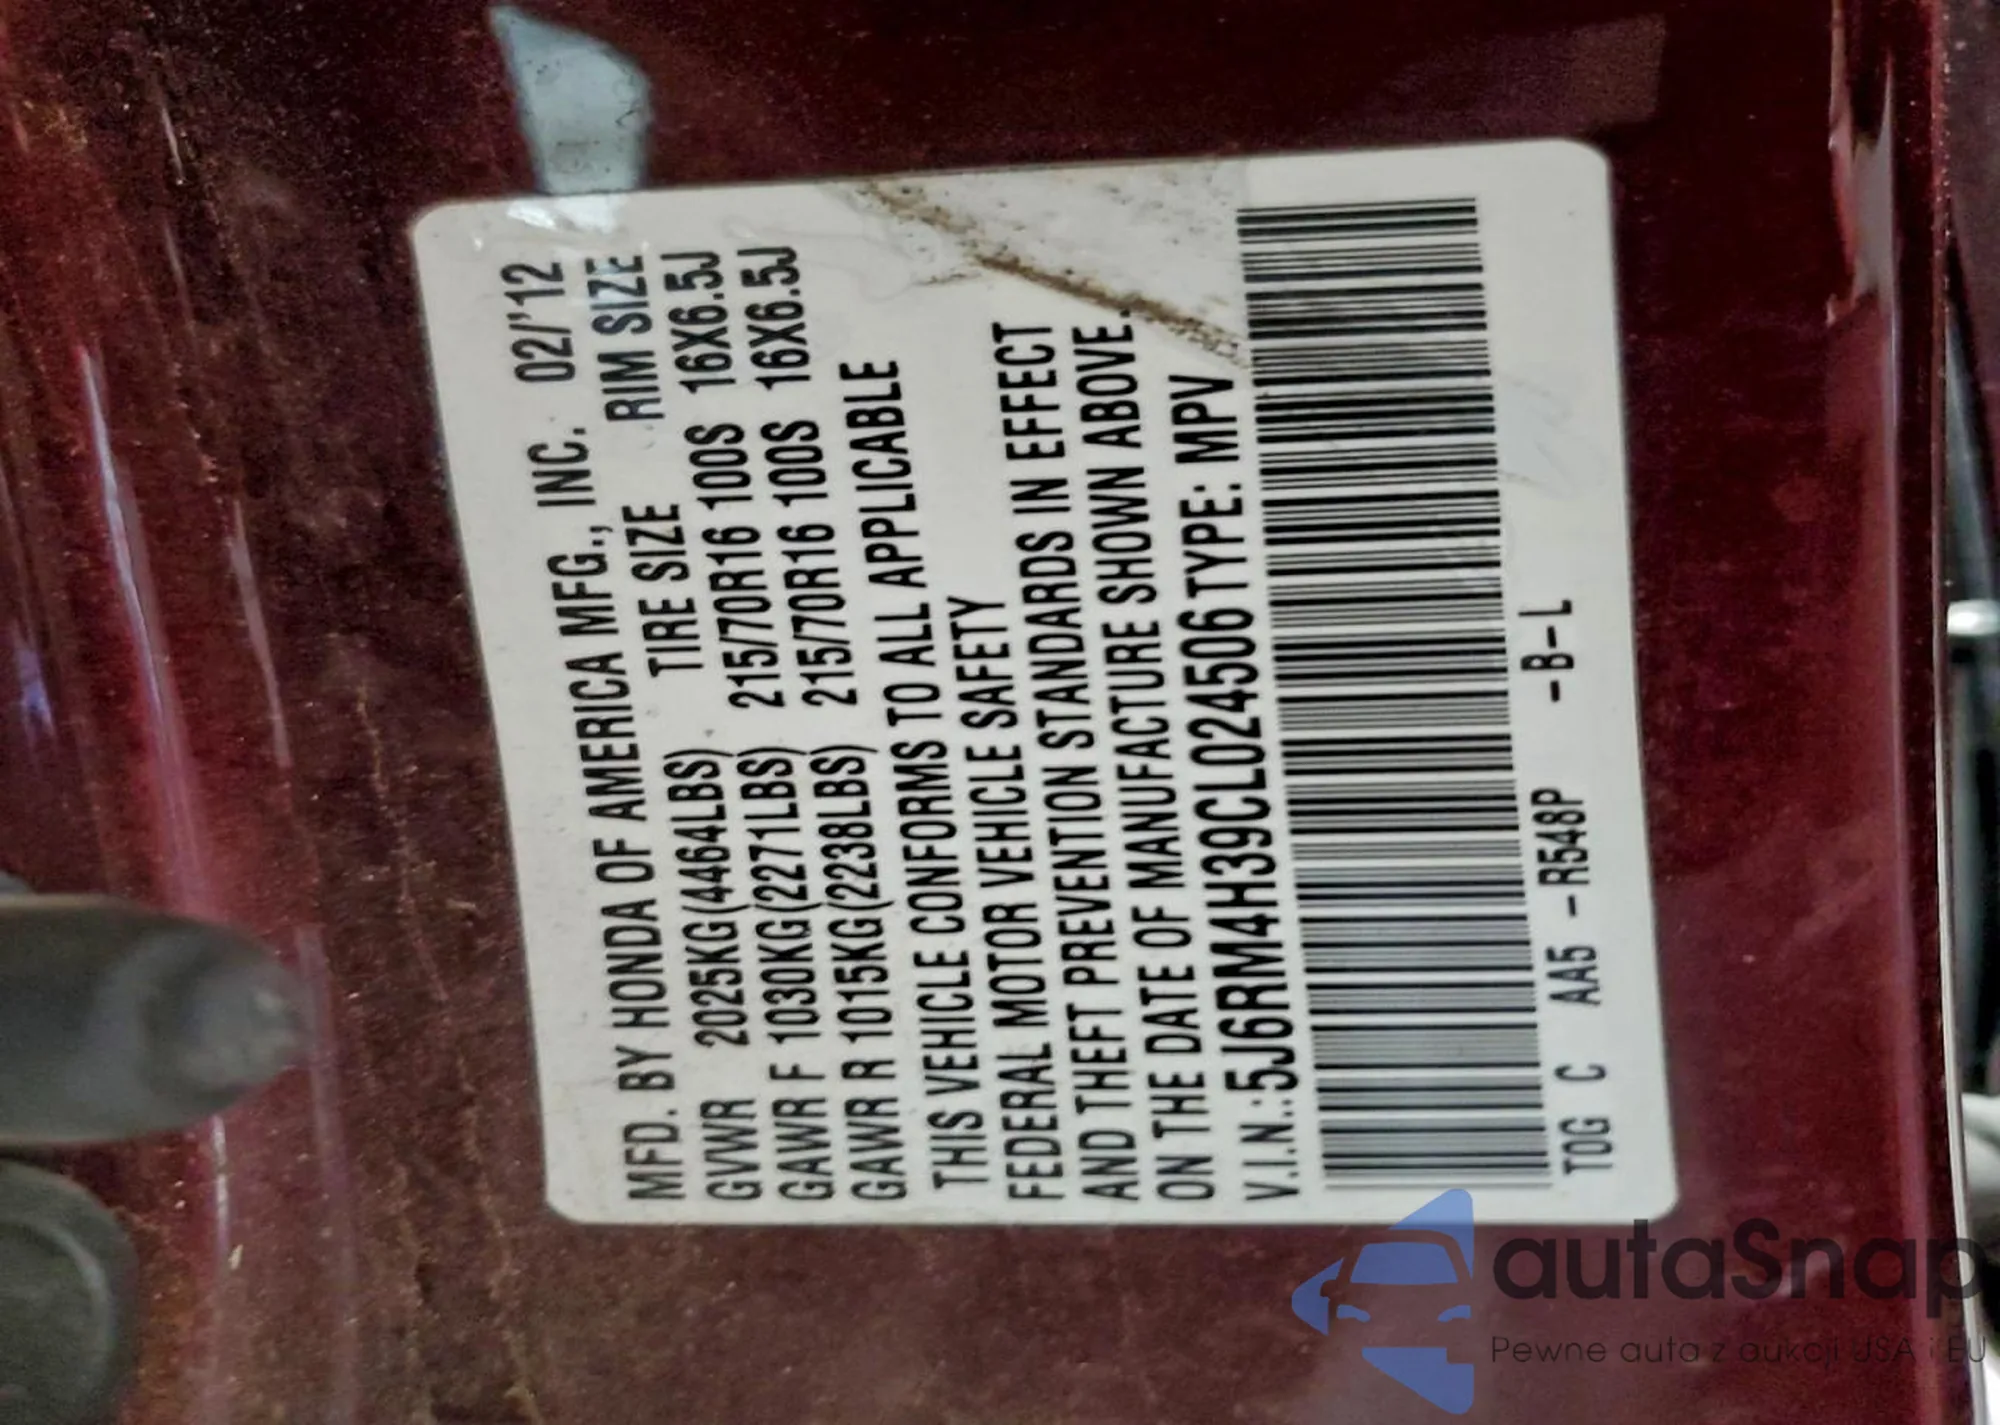 MFD. BY HONDA OF AMERICA MFG., INC. 02/'12
GVWR 2025KG(4464LBS) TIRE SIZE RIM SIZE
GAWR F 1030KG(2271LBS) 215/70R16 100S 16X6.5J
GAWR R 1015KG(2238LBS) 215/70R16 100S 16X6.5J
THIS VEHICLE CONFORMS TO ALL APPLICABLE
FEDERAL MOTOR VEHICLE SAFETY
AND THEFT PREVENTION STANDARDS IN EFFECT
ON THE DATE OF MANUFACTURE SHOWN ABOVE.
V.I.N.:5J6RM4H39CL024506 TYPE: MPV
TOG C AA5 -R548P -B-L
autaSnap
Pewne auta z aukcji USA i EU